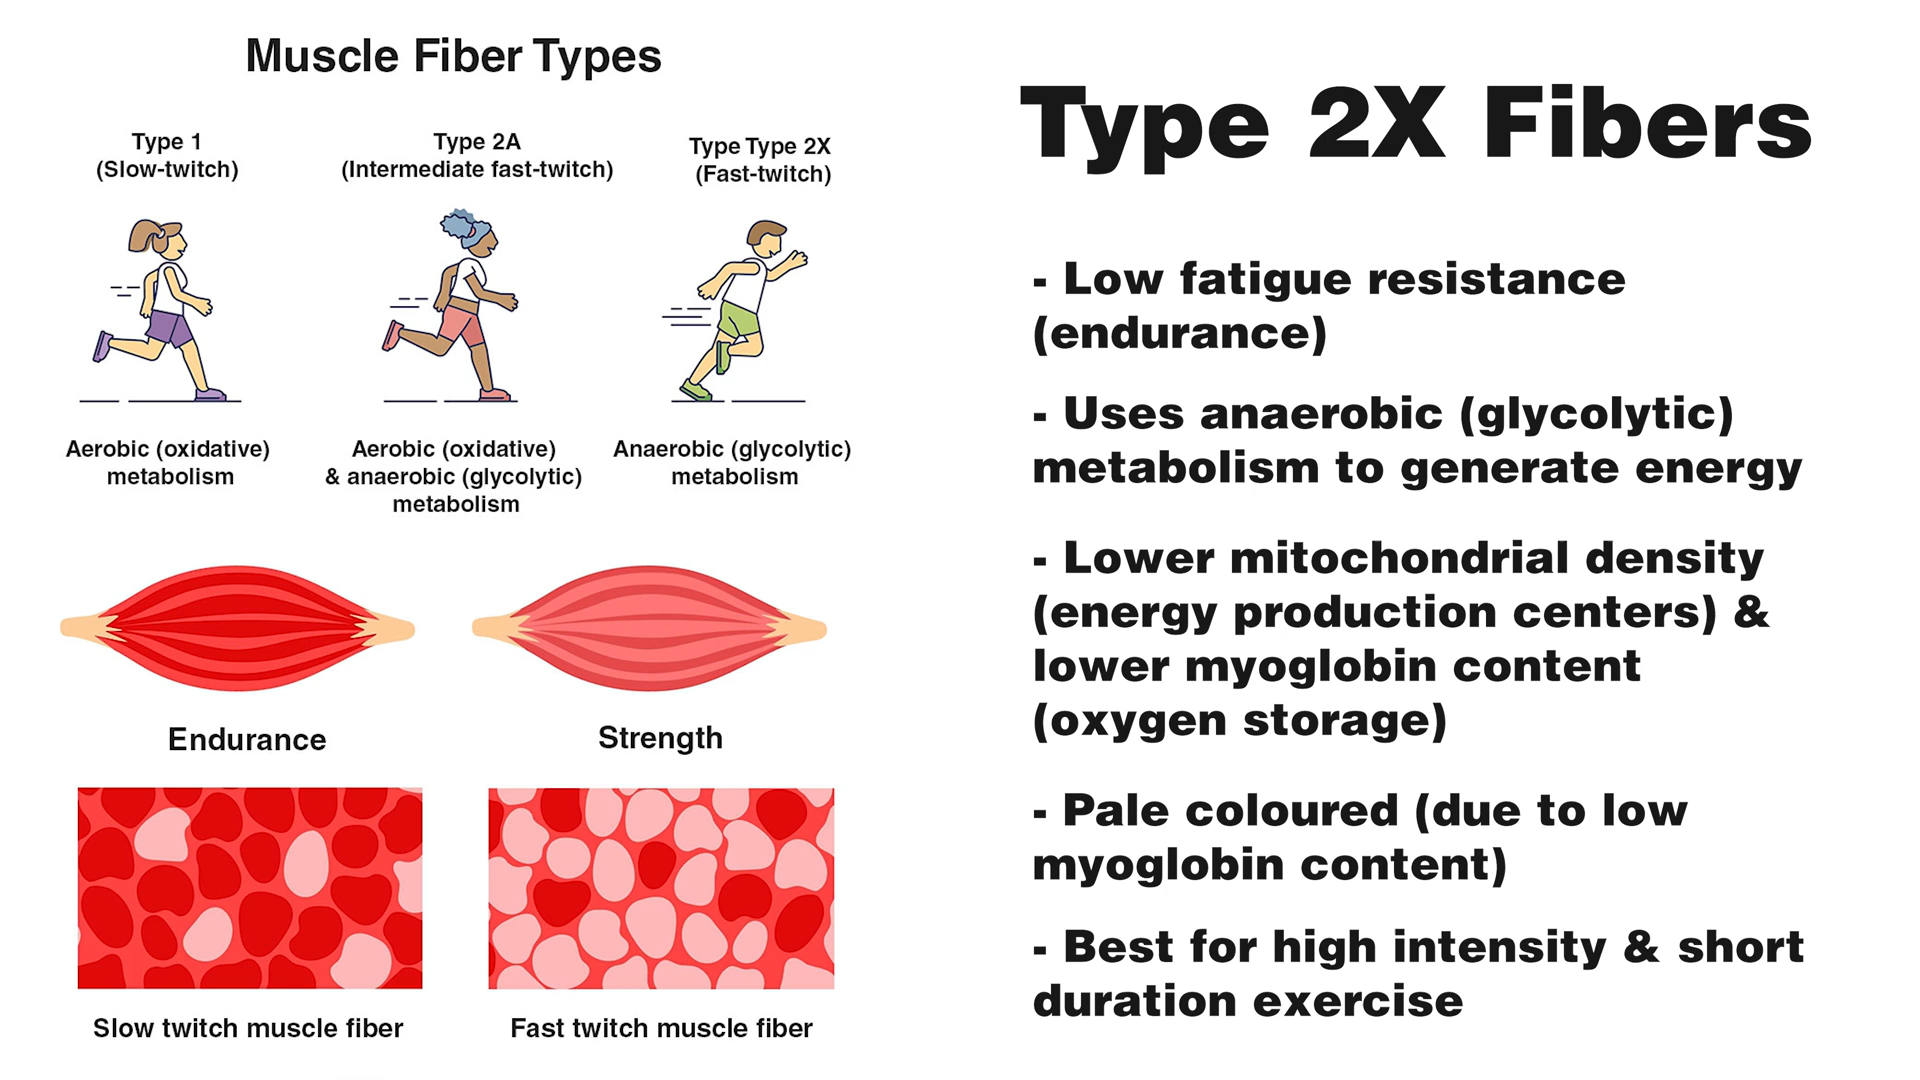 Muscle Fiber Types
Type 1
(Slow-twitch)
Type 2A
(Intermediate fast-twitch)
Type Type 2X
(Fast-twitch)
Aerobic (oxidative)
metabolism
Aerobic (oxidative)
& anaerobic (glycolytic)
metabolism
Anaerobic (glycolytic)
metabolism
Endurance
Strength
Slow twitch muscle fiber
Fast twitch muscle fiber
Type 2X Fibers
- Low fatigue resistance
(endurance)
- Uses anaerobic (glycolytic)
metabolism to generate energy
- Lower mitochondrial density
(energy production centers) &
lower myoglobin content
(oxygen storage)
- Pale coloured (due to low
myoglobin content)
- Best for high intensity & short
duration exercise